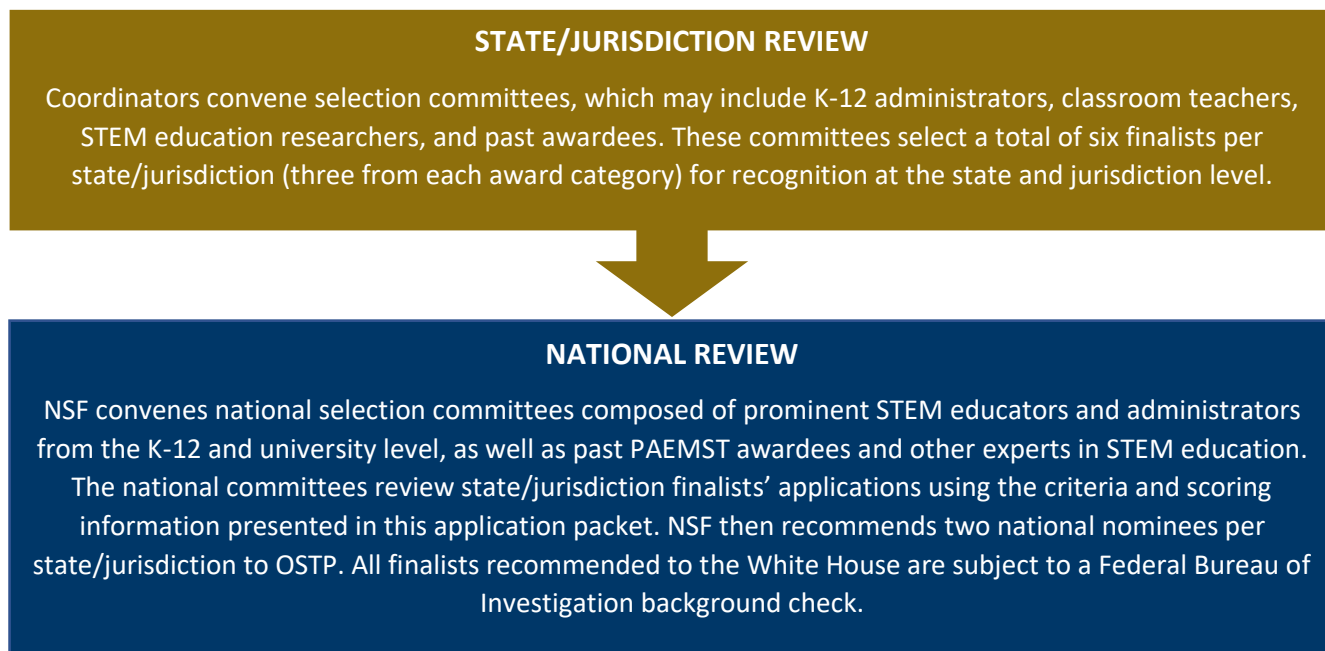 STATE/JURISDICTION REVIEW
Coordinators convene selection committees, which may include K-12 administrators, classroom teachers,
STEM education researchers, and past awardees. These committees select a total of six finalists per
state/jurisdiction (three from each award category) for recognition at the state and jurisdiction level.
NATIONAL REVIEW
NSF convenes national selection committees composed of prominent STEM educators and administrators
from the K-12 and university level, as well as past PAEMST awardees and other experts in STEM education.
The national committees review state/jurisdiction finalists’ applications using the criteria and scoring
information presented in this application packet. NSF then recommends two national nominees per
state/jurisdiction to OSTP. All finalists recommended to the White House are subject to a Federal Bureau of
Investigation background check.